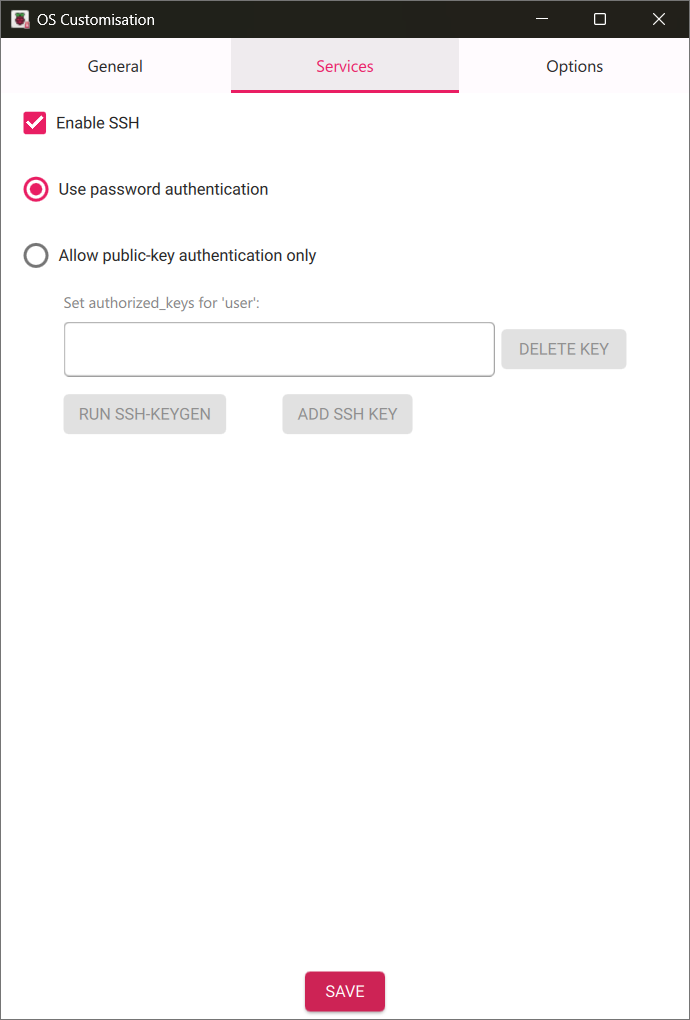 OS Customisation
General Services Options
Enable SSH
Use password authentication
Allow public-key authentication only
Set authorized_keys for 'user':
DELETE KEY
RUN SSH-KEYGEN ADD SSH KEY
SAVE